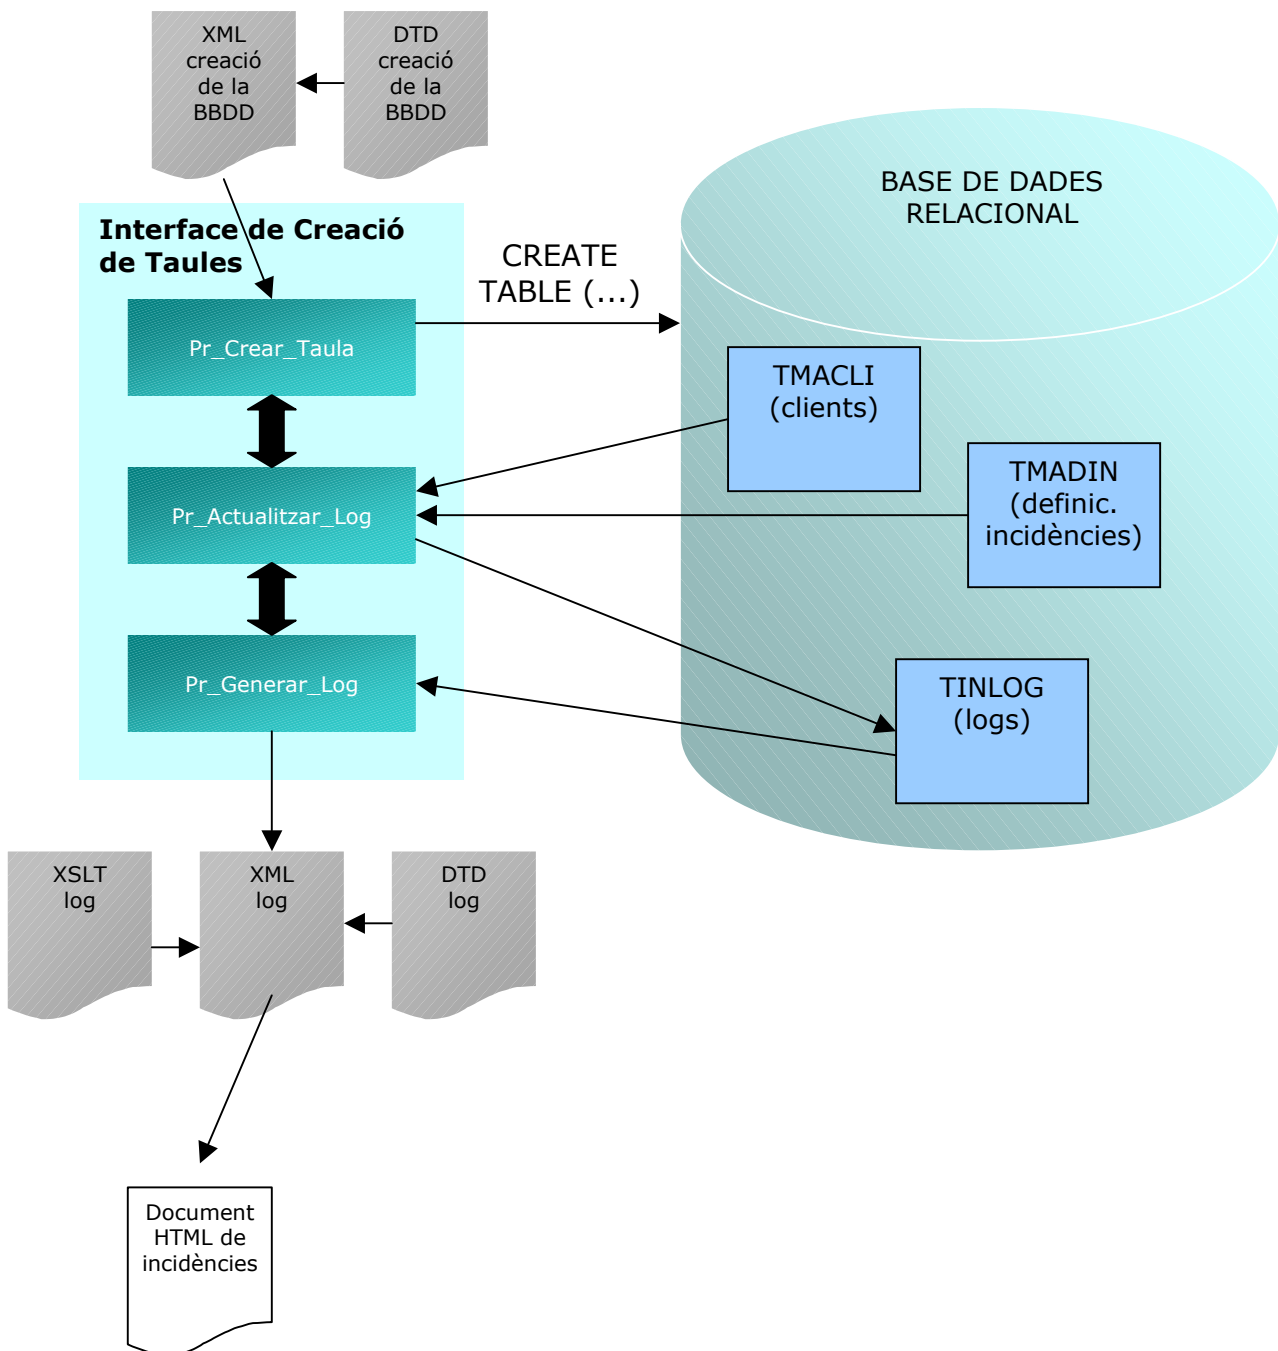 XML
creació
de la
BBDD
DTD
creació
de la
BBDD
BASE DE DADES
RELACIONAL
Interface de Creació
de Taules
CREATE
TABLE (...)
Pr_Crear_Taula
TMACLI
(clients)
TMADIN
(definic.
incidències)
Pr_Actualitzar_Log
Pr_Generar_Log
TINLOG
(logs)
XSLT
log
XML
log
DTD
log
Document
HTML de
incidències